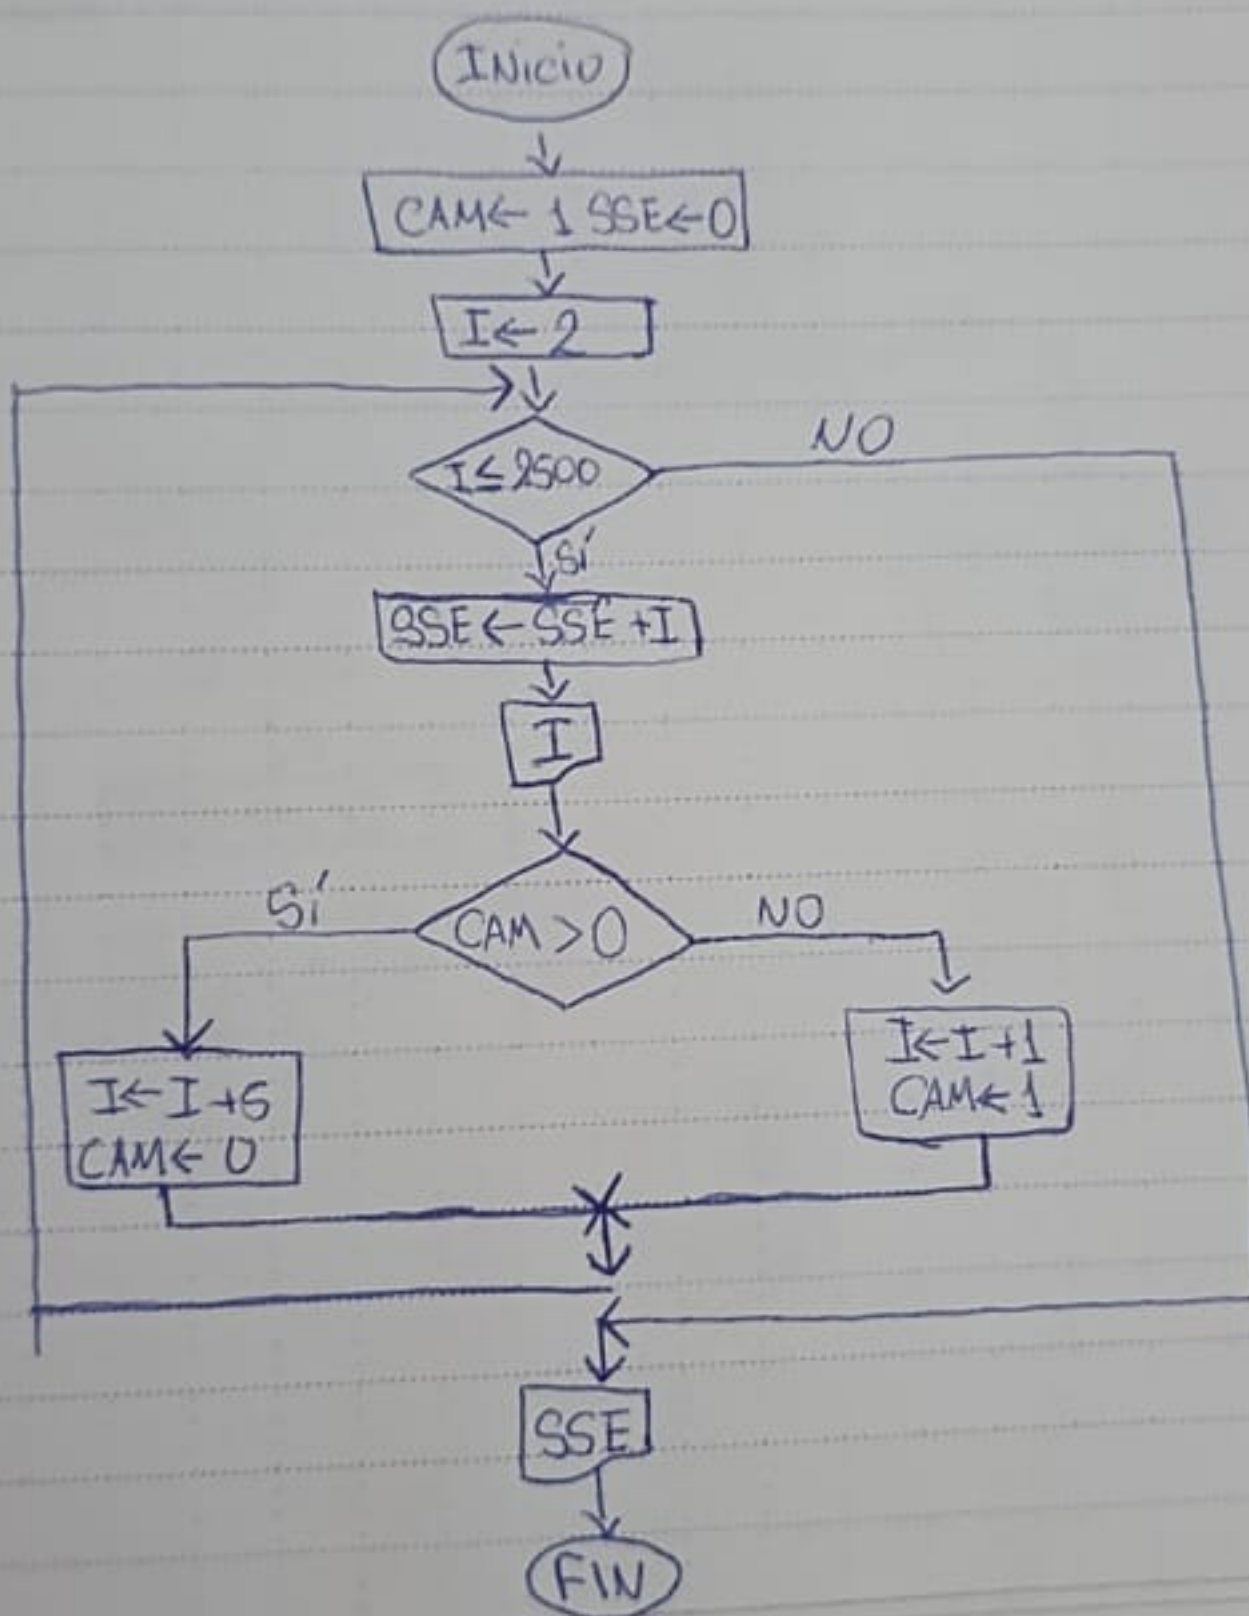 INICIO
CAM← 1 SSE←0
I← 2
I≤2500
NO
SÍ
SSE←SSE+I
I
SÍ
CAM>0
NO
I←I+1
CAM←1
I←I+5
CAM← 0
SSE
FIN